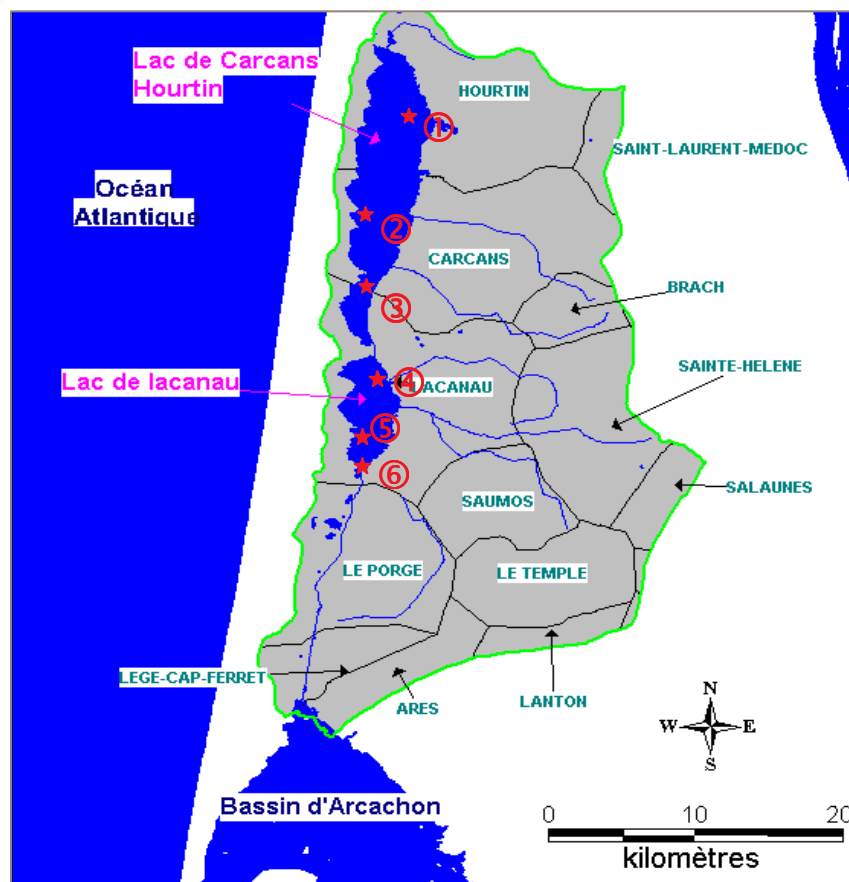 Lac de Carcans
Hourtin
HOURTIN
①
SAINT-LAURENT-MEDOC
Océan
Atlantique
②
CARCANS
BRACH
③
SAINTE-HELENE
Lac de lacanau
④
LACANAU
⑤
⑥
SALAUNES
SAUMOS
LE PORGE
LE TEMPLE
LEGE-CAP-FERRET
ARES
LANTON
N
W
E
S
Bassin d'Arcachon
0 10 20
kilomètres